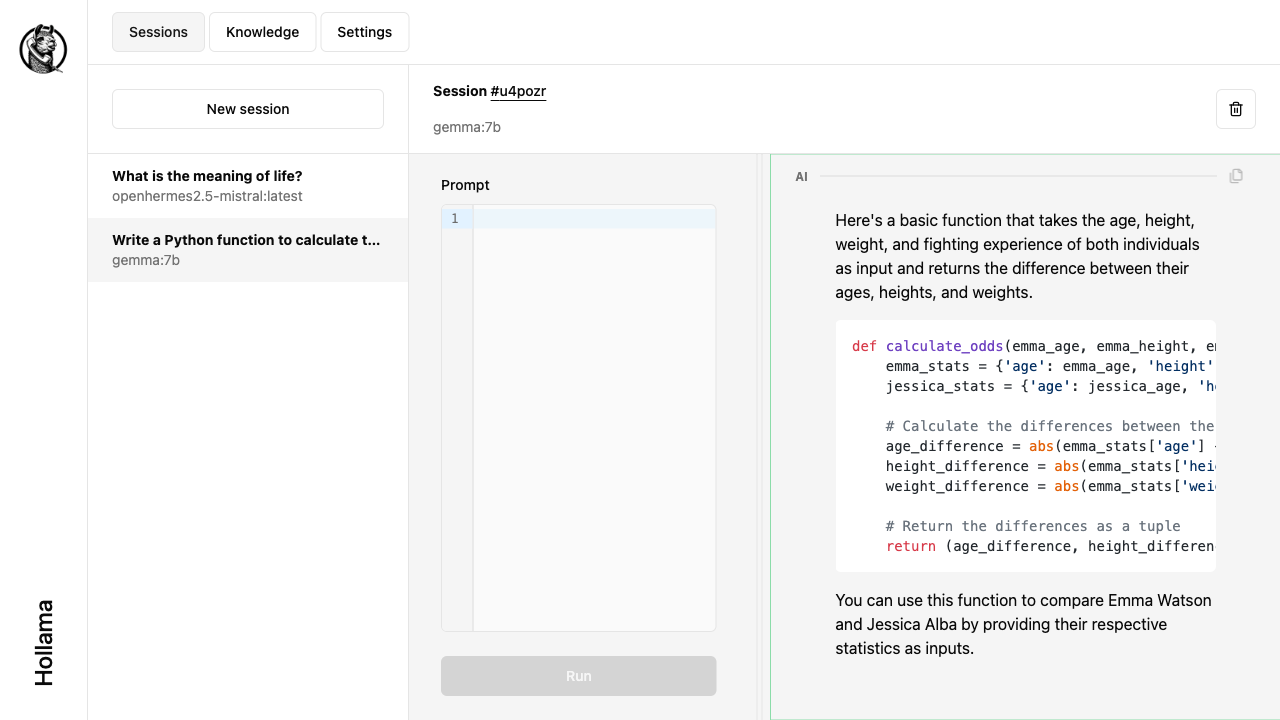 Sessions
Knowledge
Settings
New session
What is the meaning of life?
openhermes2.5-mistral:latest
Write a Python function to calculate t...
gemma:7b
Hollama
Session #u4pozr
gemma:7b
Prompt
1
Run
AI
Here's a basic function that takes the age, height,
weight, and fighting experience of both individuals
as input and returns the difference between their
ages, heights, and weights.
def calculate_odds(emma_age, emma_height, em
    emma_stats = {'age': emma_age, 'height'
    jessica_stats = {'age': jessica_age, 'he
    # Calculate the differences between the
    age_difference = abs(emma_stats['age'] -
    height_difference = abs(emma_stats['heig
    weight_difference = abs(emma_stats['weig
    # Return the differences as a tuple
    return (age_difference, height_differenc
You can use this function to compare Emma Watson
and Jessica Alba by providing their respective
statistics as inputs.